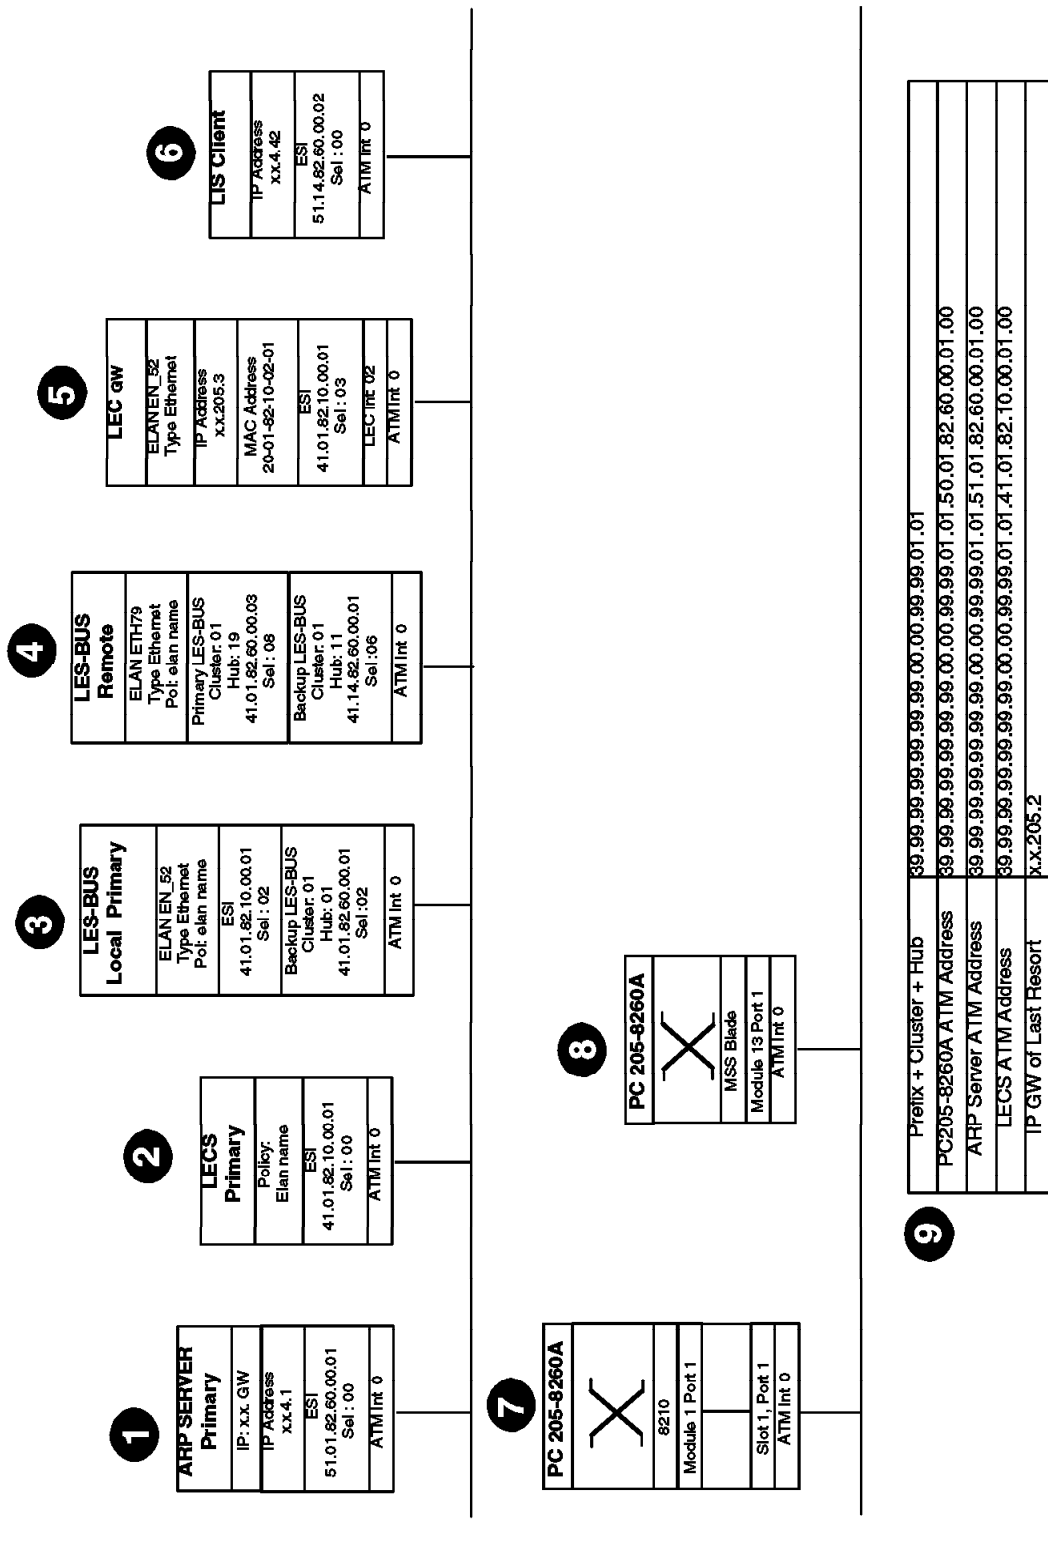 1
ARP SERVER
Primary
IP: x.x. GW
IP Address
x.x.4.1
ESI
51.01.82.60.00.01
Sel : 00
ATM Int 0
2
LECS
Primary
Policy:
Elan name
ESI
41.01.82.10.00.01
Sel : 00
ATM Int 0
3
LES-BUS
Local Primary
ELAN EN_52
Type Ethernet
Pol: elan name
ESI
41.01.82.10.00.01
Sel : 02
Backup LES-BUS
Cluster: 01
Hub: 01
41.01.82.60.00.01
Sel :02
ATM Int 0
4
LES-BUS
Remote
ELAN ETH79
Type Ethernet
Pol: elan name
Primary LES-BUS
Cluster: 01
Hub: 19
41.01.82.60.00.03
Sel : 08
Backup LES-BUS
Cluster: 01
Hub: 11
41.14.82.60.00.01
Sel :06
ATM Int 0
5
LEC GW
ELAN EN_52
Type Ethernet
IP Address
x.x.205.3
MAC Address
20-01-82-10-02-01
ESI
41.01.82.10.00.01
Sel : 03
LEC Int 02
ATM Int 0
6
LIS Client
IP Address
x.x.4.42
ESI
51.14.82.60.00.02
Sel : 00
ATM Int 0
7
PC 205-8260A
8210
Module 1 Port 1
Slot 1, Port 1
ATM Int 0
8
PC 205-8260A
MSS Blade
Module 13 Port 1
ATM Int 0
9
Prefix + Cluster + Hub 39.99.99.99.99.99.99.00.00.99.99.01.01
PC205-8260A ATM Address 39.99.99.99.99.99.99.00.00.99.99.01.01.50.01.82.60.00.01.00
ARP Server ATM Address 39.99.99.99.99.99.99.00.00.99.99.01.01.51.01.82.60.00.01.00
LECS ATM Address 39.99.99.99.99.99.99.00.00.99.99.01.01.41.01.82.10.00.01.00
IP GW of Last Resort x.x.205.2